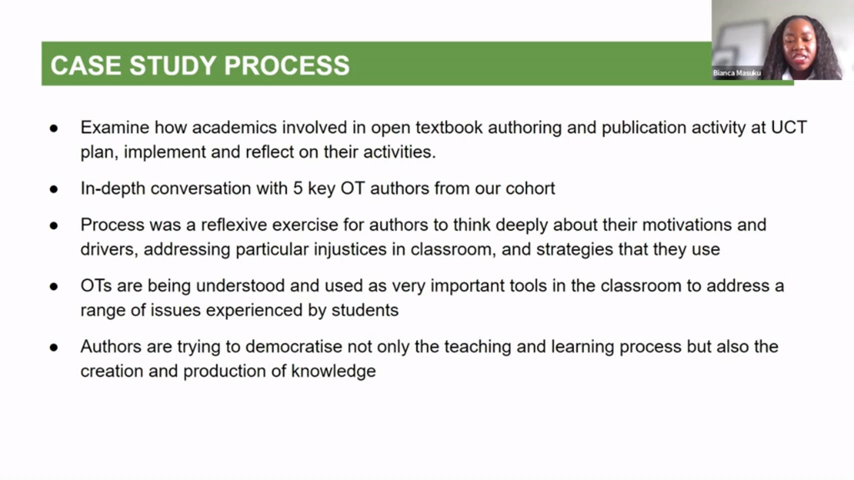 CASE STUDY PROCESS
Bianca Masuku
● Examine how academics involved in open textbook authoring and publication activity at UCT
plan, implement and reflect on their activities.
● In-depth conversation with 5 key OT authors from our cohort
● Process was a reflexive exercise for authors to think deeply about their motivations and
drivers, addressing particular injustices in classroom, and strategies that they use
● OTs are being understood and used as very important tools in the classroom to address a
range of issues experienced by students
● Authors are trying to democratise not only the teaching and learning process but also the
creation and production of knowledge